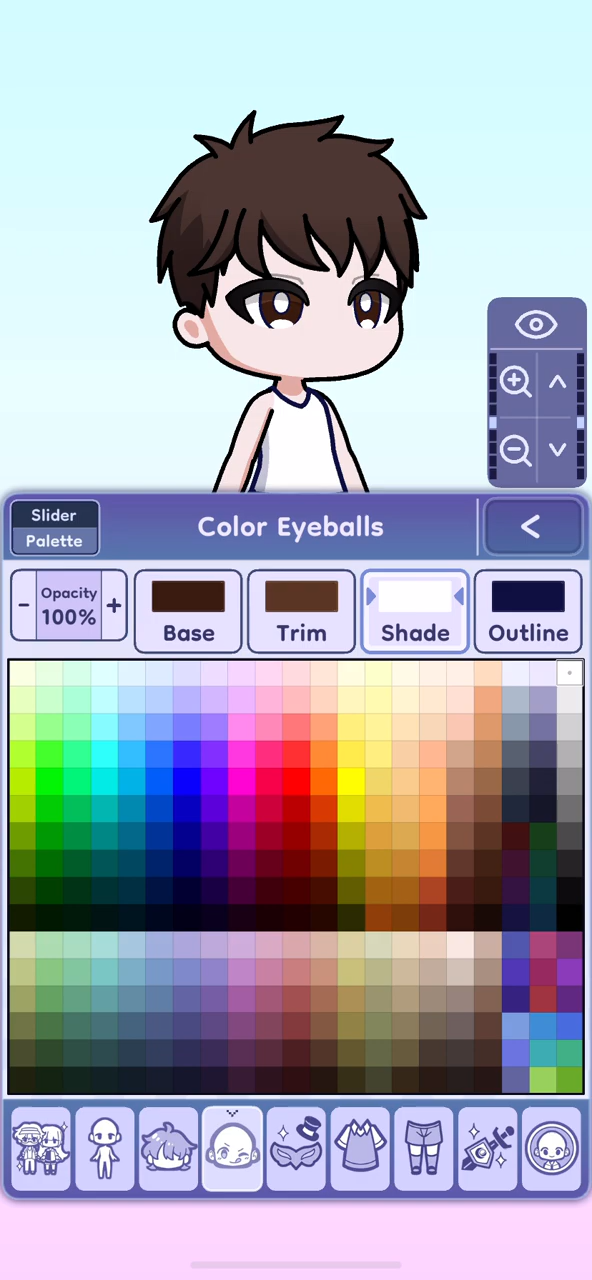 Slider
Palette
Color Eyeballs
<
- Opacity +
100%
Base
Trim
Shade
Outline